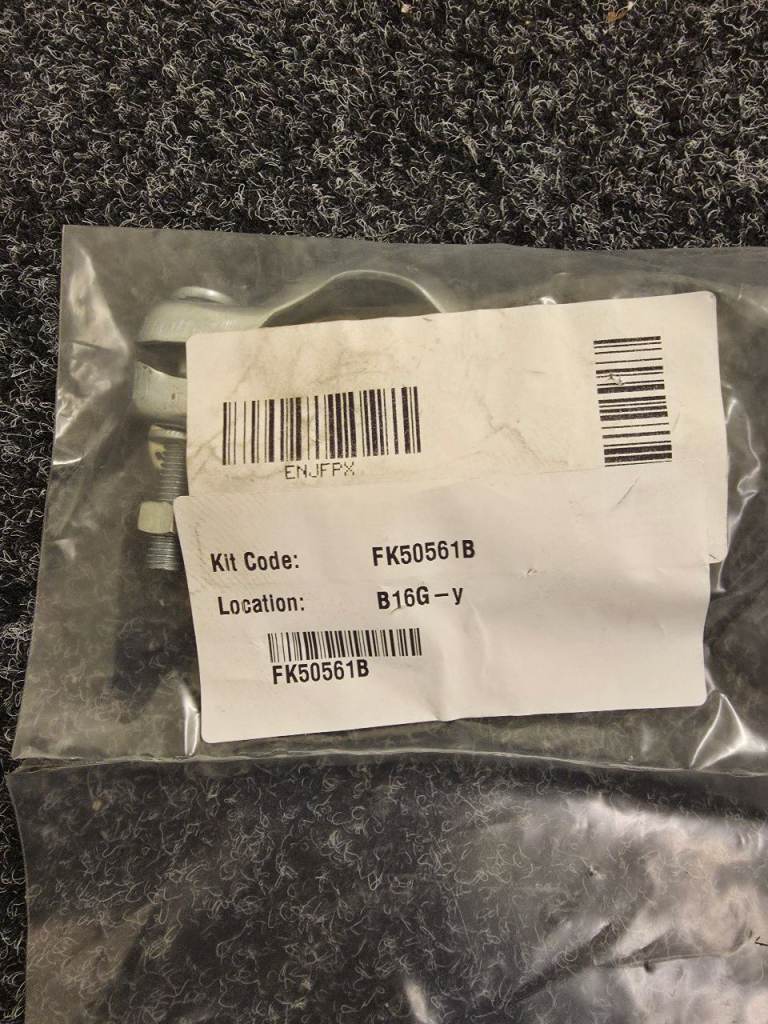 ENJFPX
Kit Code: FK50561B
Location: B16G-y
FK50561B